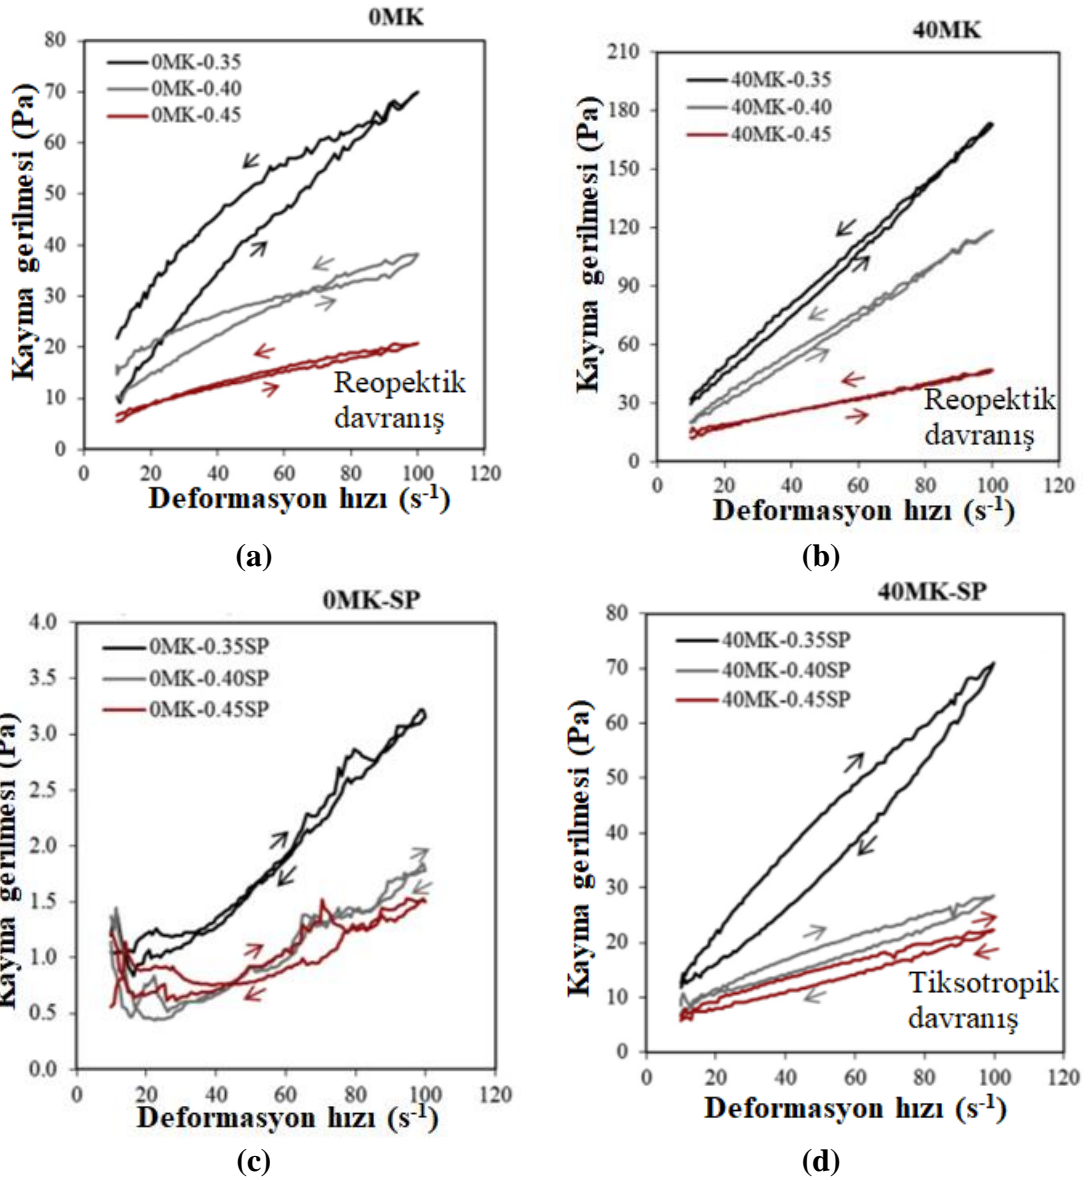 0MK
80
70
60
50
40
30
20
10
0
0MK-0.35
0MK-0.40
0MK-0.45
Reopektik
davranış
0 20 40 60 80 100 120
Kayma gerilmesi (Pa)
Deformasyon hızı (s-1)
(a)
40MK
210
180
150
120
90
60
30
0
40MK-0.35
40MK-0.40
40MK-0.45
Reopektik
davranış
0 20 40 60 80 100 120
Kayma gerilmesi (Pa)
Deformasyon hızı (s-1)
(b)
0MK-SP
4.0
3.5
3.0
2.5
2.0
1.5
1.0
0.5
0.0
0MK-0.35SP
0MK-0.40SP
0MK-0.45SP
0 20 40 60 80 100 120
Kayma gerilmesi (Pa)
Deformasyon hızı (s-1)
(c)
40MK-SP
80
70
60
50
40
30
20
10
0
40MK-0.35SP
40MK-0.40SP
40MK-0.45SP
Tiksotropik
davranış
0 20 40 60 80 100 120
Kayma gerilmesi (Pa)
Deformasyon hızı (s-1)
(d)